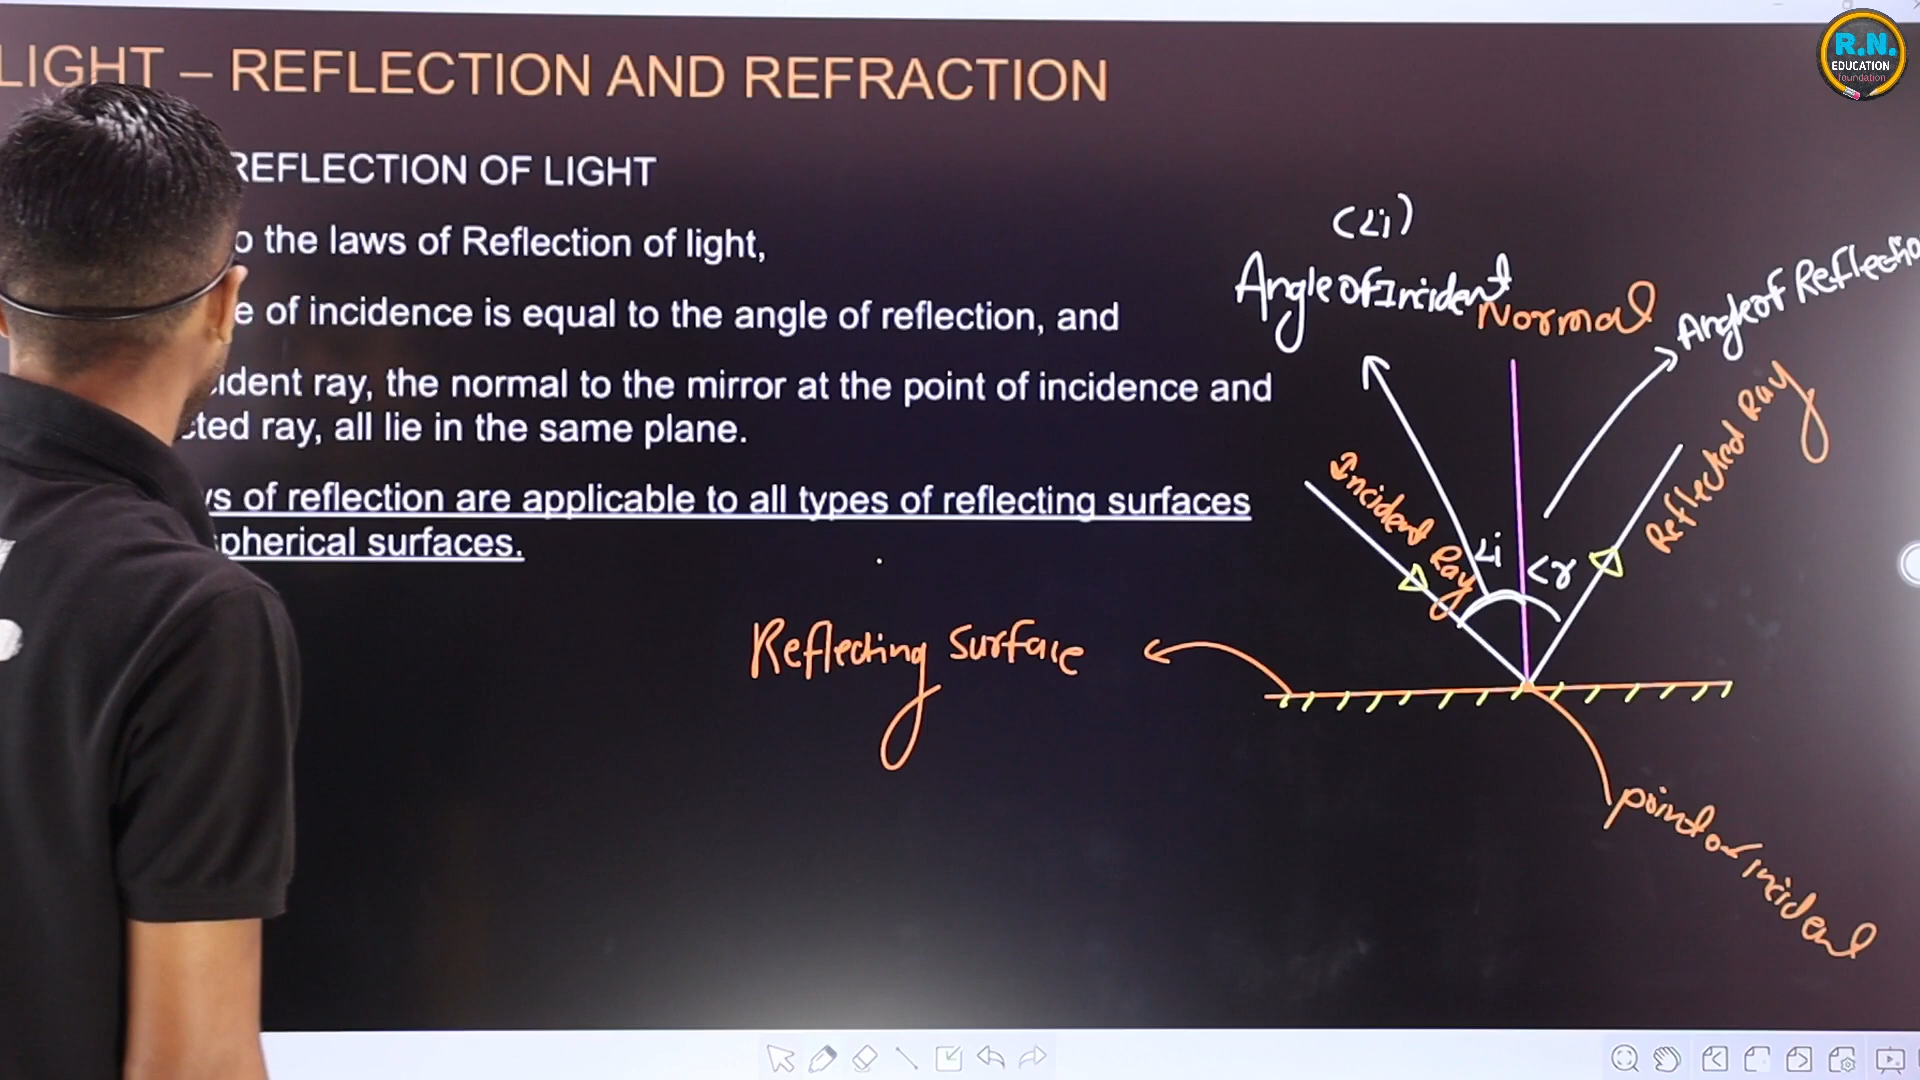 LIGHT – REFLECTION AND REFRACTION
R.N.
EDUCATION
foundation
REFLECTION OF LIGHT
o the laws of Reflection of light,
e of incidence is equal to the angle of reflection, and
ident ray, the normal to the mirror at the point of incidence and
cted ray, all lie in the same plane.
ws of reflection are applicable to all types of reflecting surfaces
spherical surfaces.
(∠i)
Angle of Incident
Normal
Angle of Reflectio
Incident Ray
Reflected Ray
∠i
<r
Reflecting Surface
point of incident